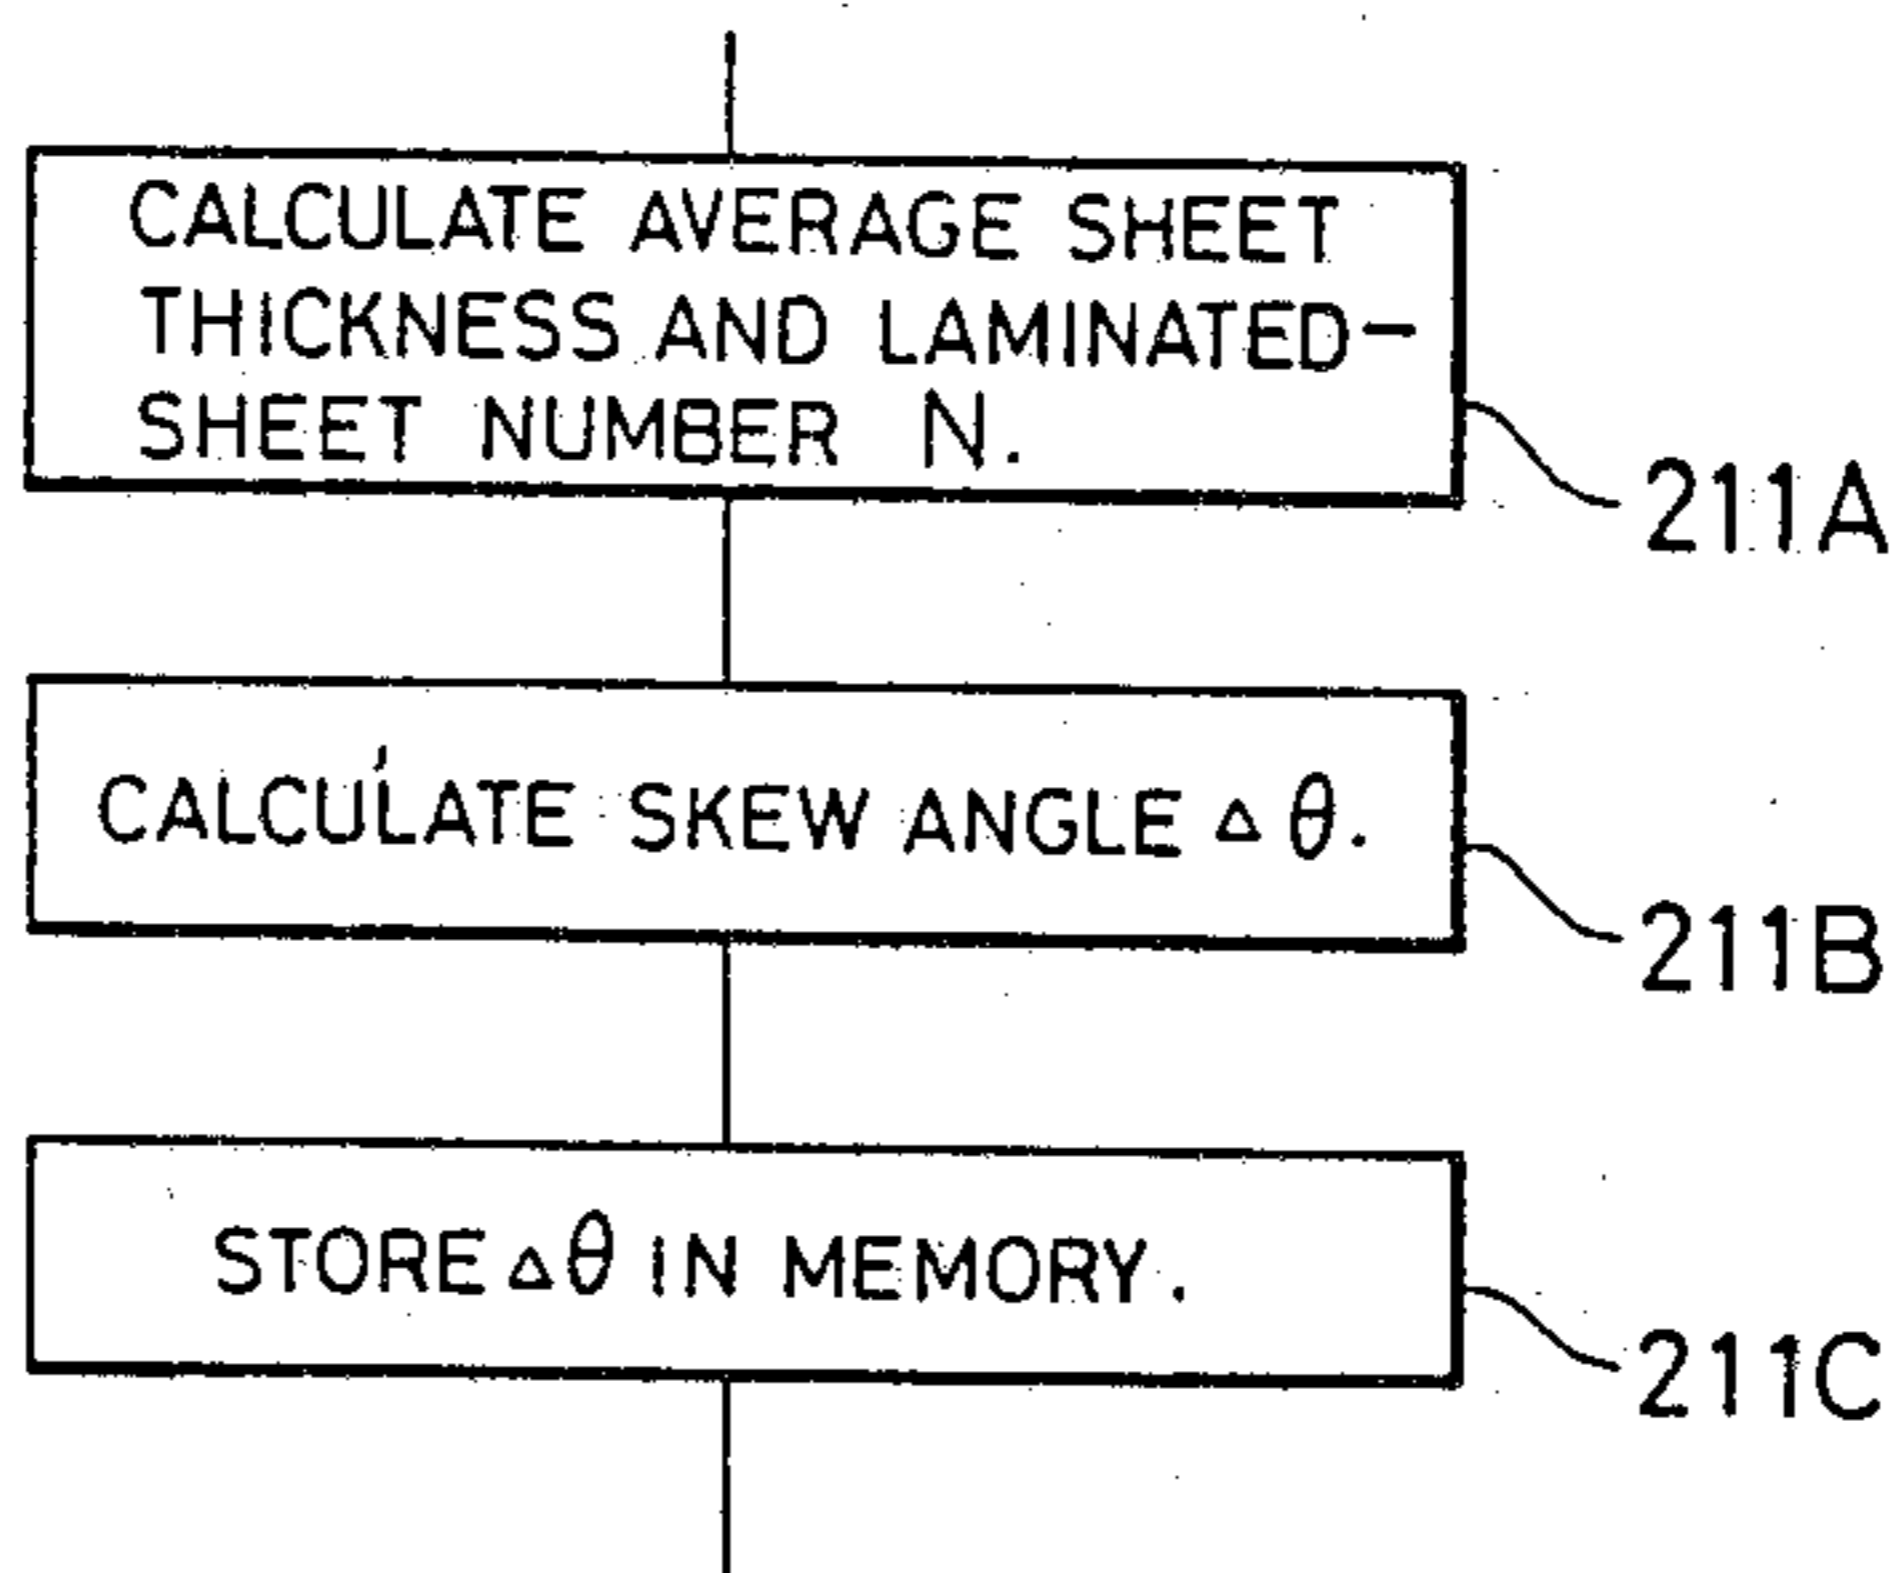 CALCULATE AVERAGE SHEET
THICKNESS AND LAMINATED-
SHEET NUMBER N.
211A
CALCULATE SKEW ANGLE Δθ.
211B
STORE Δθ IN MEMORY.
211C